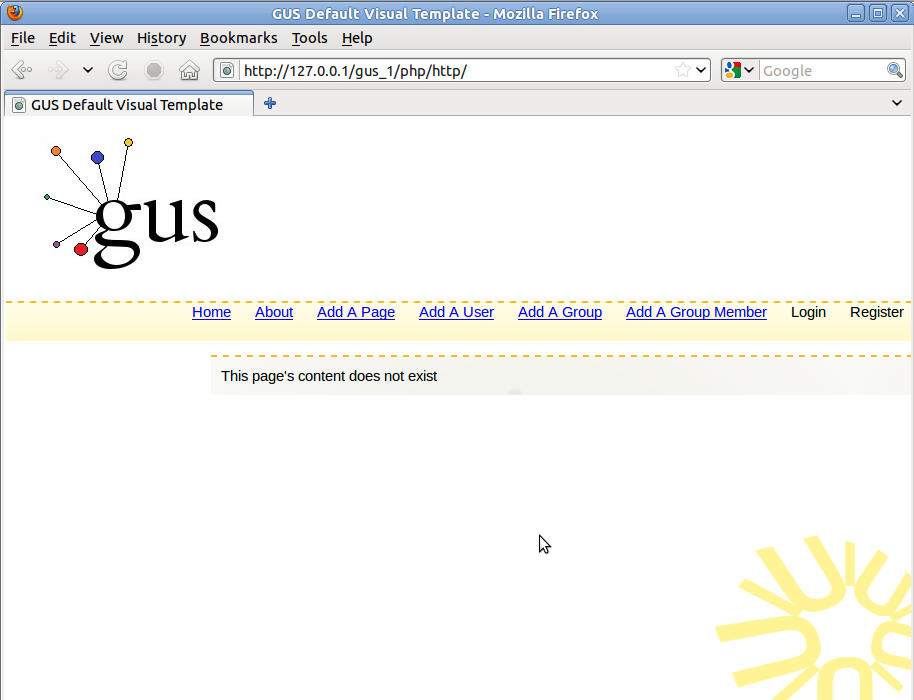 GUS Default Visual Template - Mozilla Firefox
File Edit View History Bookmarks Tools Help
http://127.0.0.1/gus_1/php/http/ Google
GUS Default Visual Template
gus
Home About Add A Page Add A User Add A Group Add A Group Member Login Register
This page's content does not exist